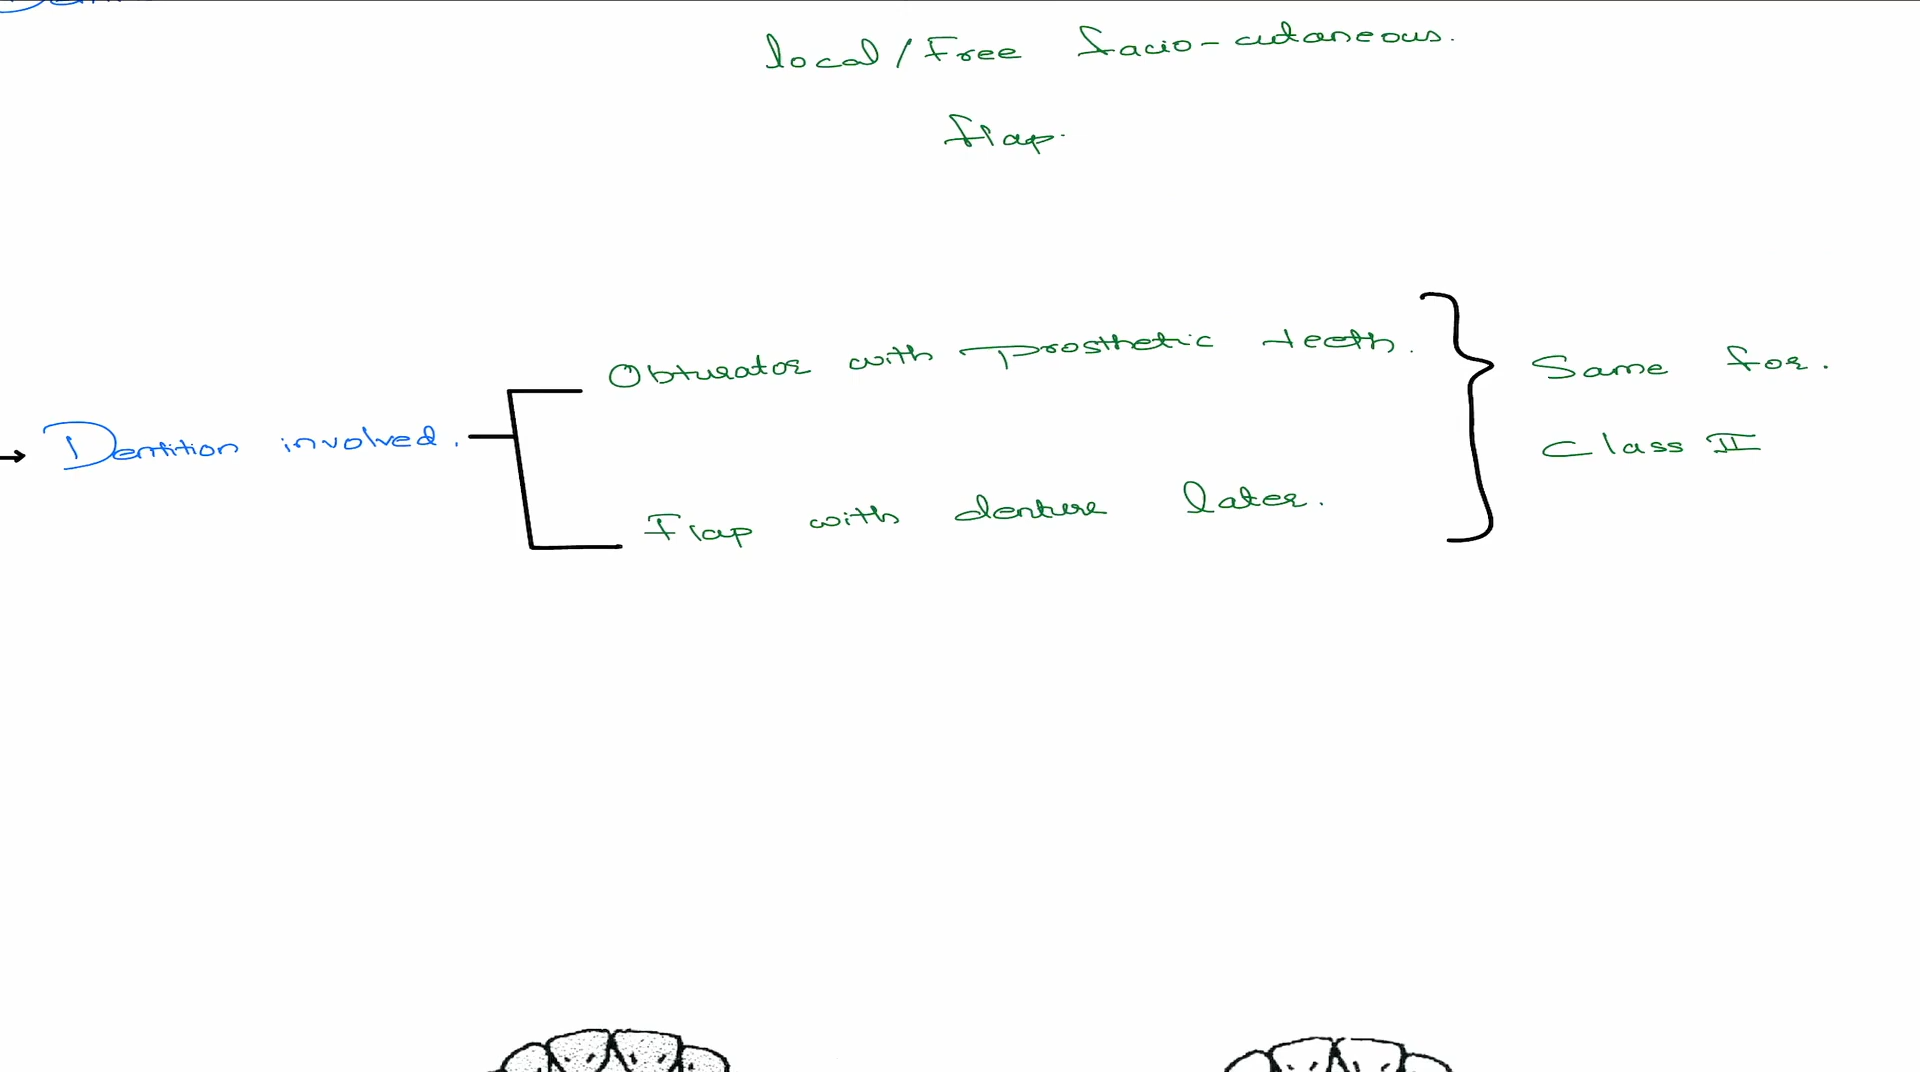 local/Free facio-cutaneous.
flap.
Obturator with prosthetic teeth.
Same for.
Dentition involved.
Class II
Flap with denture later.